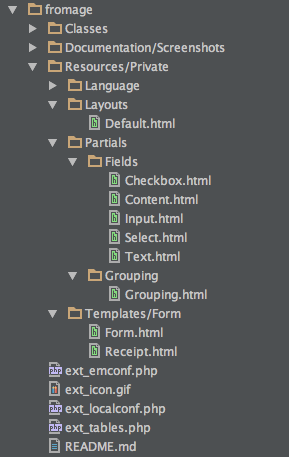 fromage
Classes
Documentation/Screenshots
Resources/Private
Language
Layouts
Default.html
Partials
Fields
Checkbox.html
Content.html
Input.html
Select.html
Text.html
Grouping
Grouping.html
Templates/Form
Form.html
Receipt.html
ext_emconf.php
ext_icon.gif
ext_localconf.php
ext_tables.php
README.md